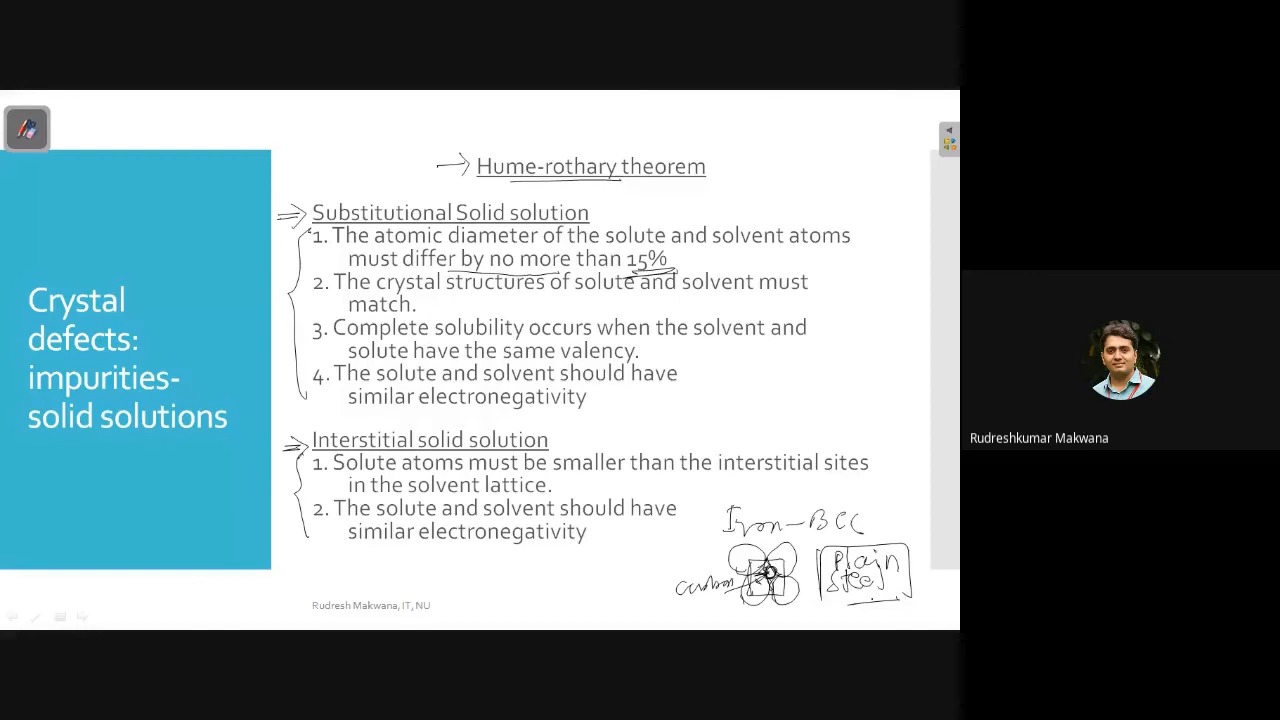 Hume-rothary theorem
Substitutional Solid solution
1. The atomic diameter of the solute and solvent atoms
must differ by no more than 15%
2. The crystal structures of solute and solvent must
match.
3. Complete solubility occurs when the solvent and
solute have the same valency.
4. The solute and solvent should have
similar electronegativity
Interstitial solid solution
1. Solute atoms must be smaller than the interstitial sites
in the solvent lattice.
2. The solute and solvent should have
similar electronegativity
Crystal
defects:
impurities-
solid solutions
Iron-BCC
carbon
plain
steel
Rudresh Makwana, IT, NU
Rudreshkumar Makwana